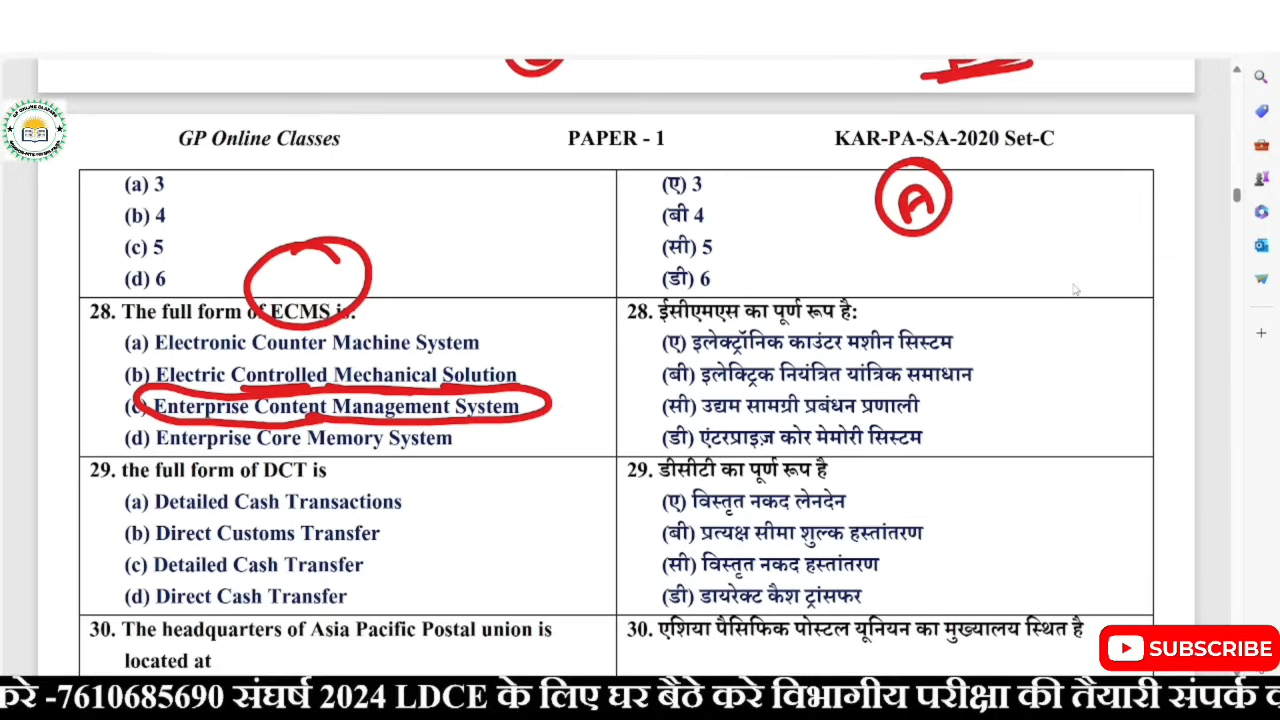 GP Online Classes PAPER - 1 KAR-PA-SA-2020 Set-C
(a) 3
(b) 4
(c) 5
(d) 6
(ए) 3
(बी 4
(सी) 5
(डी) 6
A
28. The full form of ECMS is:
(a) Electronic Counter Machine System
(b) Electric Controlled Mechanical Solution
(c) Enterprise Content Management System
(d) Enterprise Core Memory System
28. ईसीएमएस का पूर्ण रूप है:
(ए) इलेक्ट्रॉनिक काउंटर मशीन सिस्टम
(बी) इलेक्ट्रिक नियंत्रित यांत्रिक समाधान
(सी) उद्यम सामग्री प्रबंधन प्रणाली
(डी) एंटरप्राइज़ कोर मेमोरी सिस्टम
29. the full form of DCT is
(a) Detailed Cash Transactions
(b) Direct Customs Transfer
(c) Detailed Cash Transfer
(d) Direct Cash Transfer
29. डीसीटी का पूर्ण रूप है
(ए) विस्तृत नकद लेनदेन
(बी) प्रत्यक्ष सीमा शुल्क हस्तांतरण
(सी) विस्तृत नकद हस्तांतरण
(डी) डायरेक्ट कैश ट्रांसफर
30. The headquarters of Asia Pacific Postal union is
located at
30. एशिया पैसिफिक पोस्टल यूनियन का मुख्यालय स्थित है
SUBSCRIBE
करे -7610685690 संघर्ष 2024 LDCE के लिए घर बैठे करे विभागीय परीक्षा की तैयारी संपर्क